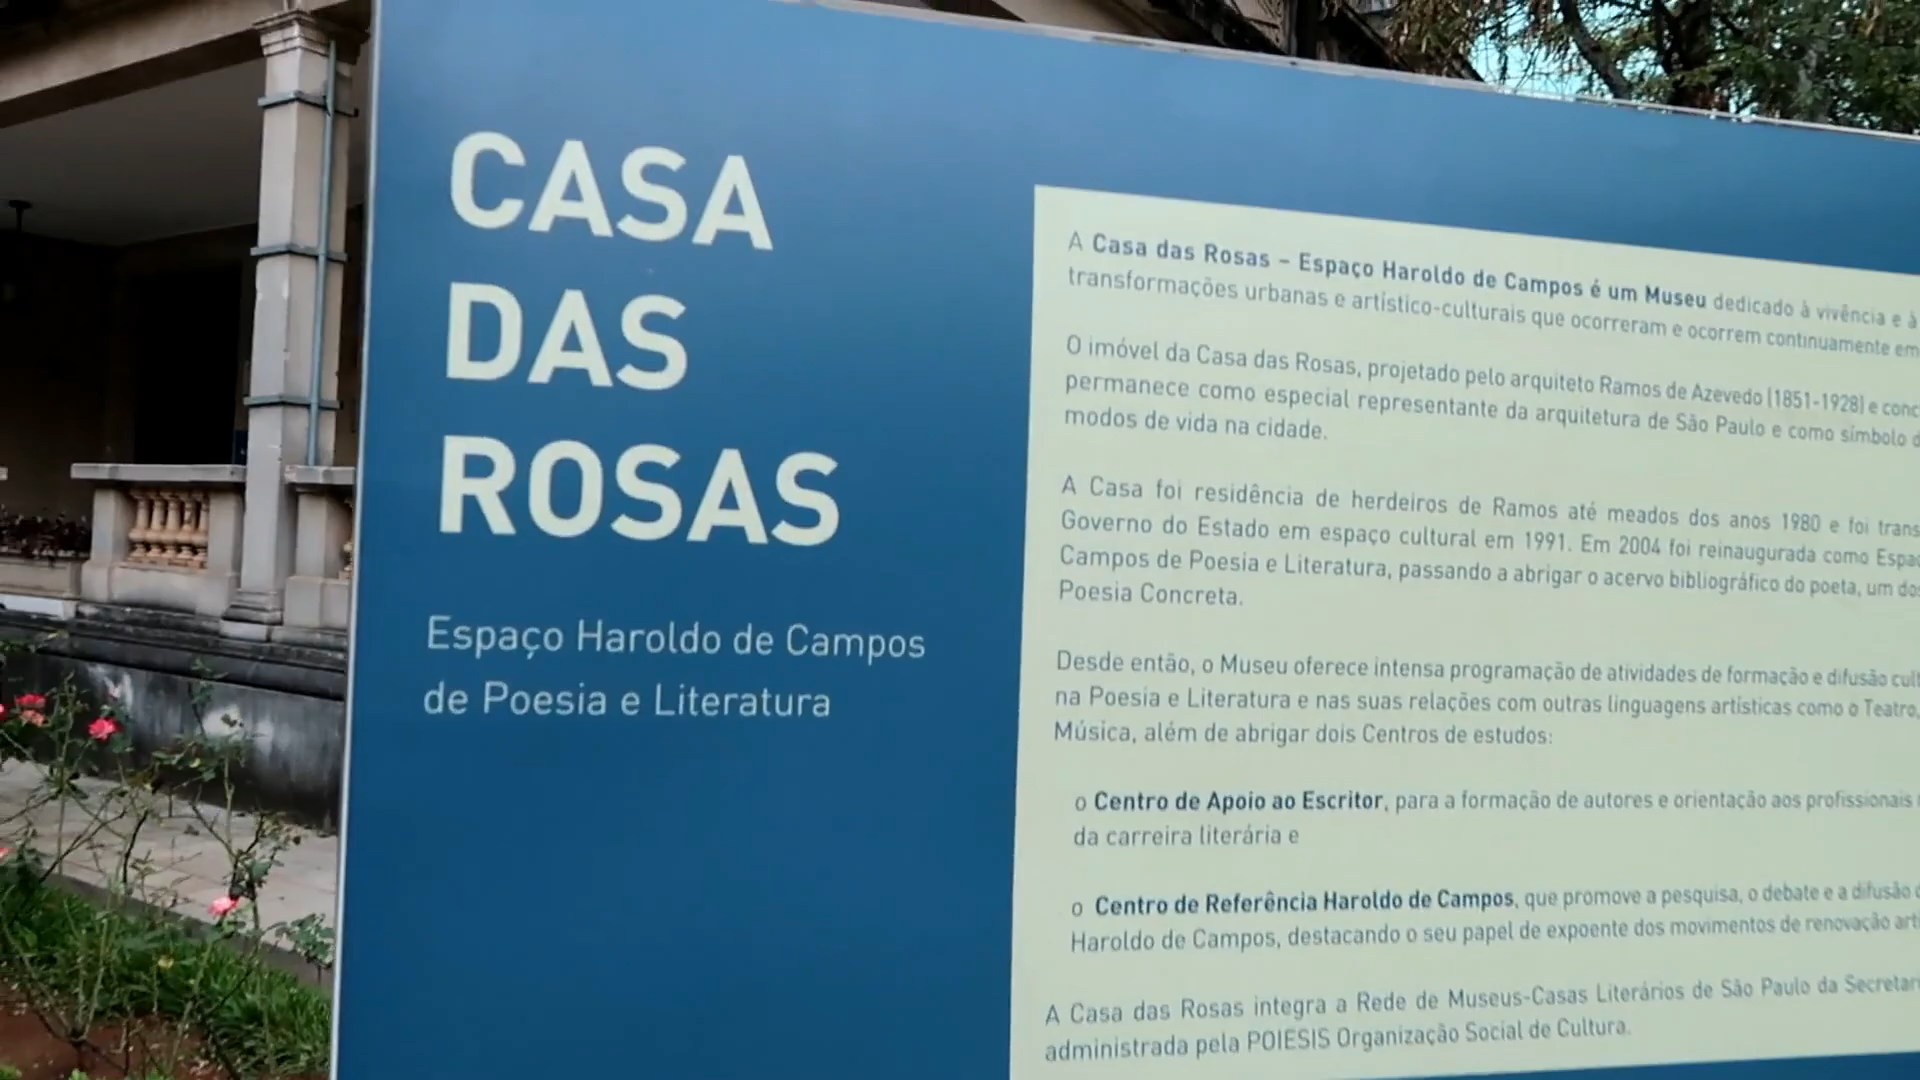 CASA
DAS
ROSAS
Espaço Haroldo de Campos
de Poesia e Literatura
A Casa das Rosas – Espaço Haroldo de Campos é um Museu dedicado à vivência e à
transformações urbanas e artístico-culturais que ocorreram e ocorrem continuamente em
O imóvel da Casa das Rosas, projetado pelo arquiteto Ramos de Azevedo (1851-1928) e
permanece como especial representante da arquitetura de São Paulo e como símbolo
modos de vida na cidade.
A Casa foi residência de herdeiros de Ramos até meados dos anos 1980 e foi
Governo do Estado em espaço cultural em 1991. Em 2004 foi reinaugurada como
Campos de Poesia e Literatura, passando a abrigar o acervo bibliográfico do poeta, um
Poesia Concreta.
Desde então, o Museu oferece intensa programação de atividades de formação e difusão
na Poesia e Literatura e nas suas relações com outras linguagens artísticas como o Teatro,
Música, além de abrigar dois Centros de estudos:
o Centro de Apoio ao Escritor, para a formação de autores e orientação aos profissionais
da carreira literária e
o Centro de Referência Haroldo de Campos, que promove a pesquisa, o debate e a difusão
Haroldo de Campos, destacando o seu papel de expoente dos movimentos de renovação
A Casa das Rosas integra a Rede de Museus-Casas Literários de São Paulo da
administrada pela POIESIS Organização Social de Cultura.